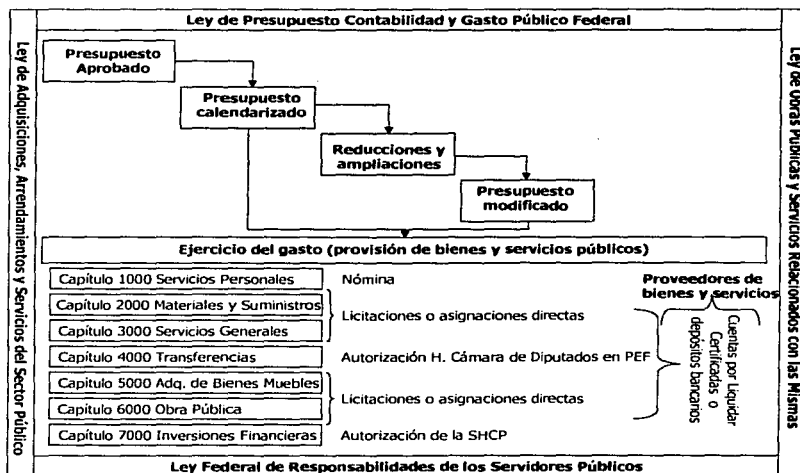 Ley de Presupuesto Contabilidad y Gasto Público Federal
Ley de Adquisiciones, Arrendamientos y Servicios del Sector Público
Presupuesto
Aprobado
Presupuesto
calendarizado
Reducciones y
ampliaciones
Presupuesto
modificado
Ejercicio del gasto (provisión de bienes y servicios públicos)
Capítulo 1000 Servicios Personales
Nómina
Capítulo 2000 Materiales y Suministros
Capítulo 3000 Servicios Generales
Licitaciones o asignaciones directas
Capítulo 4000 Transferencias
Autorización H. Cámara de Diputados en PEF
Capítulo 5000 Adq. de Bienes Muebles
Capítulo 6000 Obra Pública
Licitaciones o asignaciones directas
Capítulo 7000 Inversiones Financieras
Autorización de la SHCP
Proveedores de
bienes y servicios
Cuentas por Liquidar
Certificadas o
depósitos bancarios
Ley de Obras Públicas y Servicios Relacionados con las Mismas
Ley Federal de Responsabilidades de los Servidores Públicos